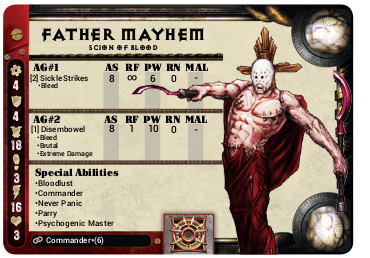 FATHER MAYHEM
SCION OF BLOOD
AG#1 AS RF PW RN MAL
[2] Sickle Strikes 8 ∞ 6 0 -
•Bleed
AG#2 AS RF PW RN MAL
[1] Disembowel 8 1 10 0 -
•Bleed
•Brutal
•Extreme Damage
Special Abilities
•Bloodlust
•Commander
•Never Panic
•Parry
•Psychogenic Master
Commander•(6)
4
4
18
3
16
3